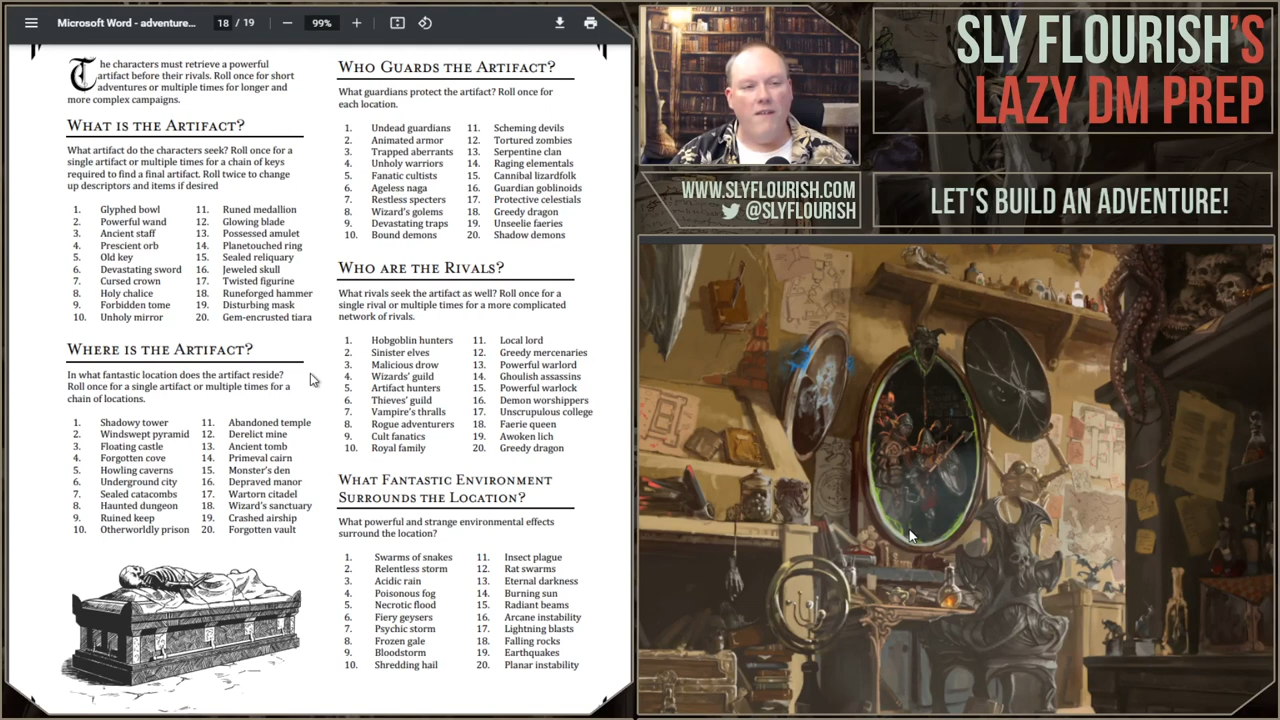 Microsoft Word - adventure...
18 / 19
99%
The characters must retrieve a powerful
artifact before their rivals. Roll once for short
adventures or multiple times for longer and
more complex campaigns.
What is the Artifact?
What artifact do the characters seek? Roll once for a
single artifact or multiple times for a chain of keys
required to find a final artifact. Roll twice to change
up descriptors and items if desired
1. Glyphed bowl 11. Runed medallion
2. Powerful wand 12. Glowing blade
3. Ancient staff 13. Possessed amulet
4. Prescient orb 14. Planetouched ring
5. Old key 15. Sealed reliquary
6. Devastating sword 16. Jeweled skull
7. Cursed crown 17. Twisted figurine
8. Holy chalice 18. Runeforged hammer
9. Forbidden tome 19. Disturbing mask
10. Unholy mirror 20. Gem-encrusted tiara
Where is the Artifact?
In what fantastic location does the artifact reside?
Roll once for a single artifact or multiple times for a
chain of locations.
1. Shadowy tower 11. Abandoned temple
2. Windswept pyramid 12. Derelict mine
3. Floating castle 13. Ancient tomb
4. Forgotten cove 14. Primeval cairn
5. Howling caverns 15. Monster's den
6. Underground city 16. Depraved manor
7. Sealed catacombs 17. Wartorn citadel
8. Haunted dungeon 18. Wizard's sanctuary
9. Ruined keep 19. Crashed airship
10. Otherworldly prison 20. Forgotten vault
Who Guards the Artifact?
What guardians protect the artifact? Roll once for
each location.
1. Undead guardians 11. Scheming devils
2. Animated armor 12. Tortured zombies
3. Trapped aberrants 13. Serpentine clan
4. Unholy warriors 14. Raging elementals
5. Fanatic cultists 15. Cannibal lizardfolk
6. Ageless naga 16. Guardian goblinoids
7. Restless specters 17. Protective celestials
8. Wizard's golems 18. Greedy dragon
9. Devastating traps 19. Unseelie faeries
10. Bound demons 20. Shadow demons
Who are the Rivals?
What rivals seek the artifact as well? Roll once for a
single rival or multiple times for a more complicated
network of rivals.
1. Hobgoblin hunters 11. Local lord
2. Sinister elves 12. Greedy mercenaries
3. Malicious drow 13. Powerful warlord
4. Wizards' guild 14. Ghoulish assassins
5. Artifact hunters 15. Powerful warlock
6. Thieves' guild 16. Demon worshippers
7. Vampire's thralls 17. Unscrupulous college
8. Rogue adventurers 18. Faerie queen
9. Cult fanatics 19. Awoken lich
10. Royal family 20. Greedy dragon
What Fantastic Environment
Surrounds the Location?
What powerful and strange environmental effects
surround the location?
1. Swarms of snakes 11. Insect plague
2. Relentless storm 12. Rat swarms
3. Acidic rain 13. Eternal darkness
4. Poisonous fog 14. Burning sun
5. Necrotic flood 15. Radiant beams
6. Fiery geysers 16. Arcane instability
7. Psychic storm 17. Lightning blasts
8. Frozen gale 18. Falling rocks
9. Bloodstorm 19. Earthquakes
10. Shredding hail 20. Planar instability
SLY FLOURISH'S
LAZY DM PREP
WWW.SLYFLOURISH.COM
@SLYFLOURISH
LET'S BUILD AN ADVENTURE!